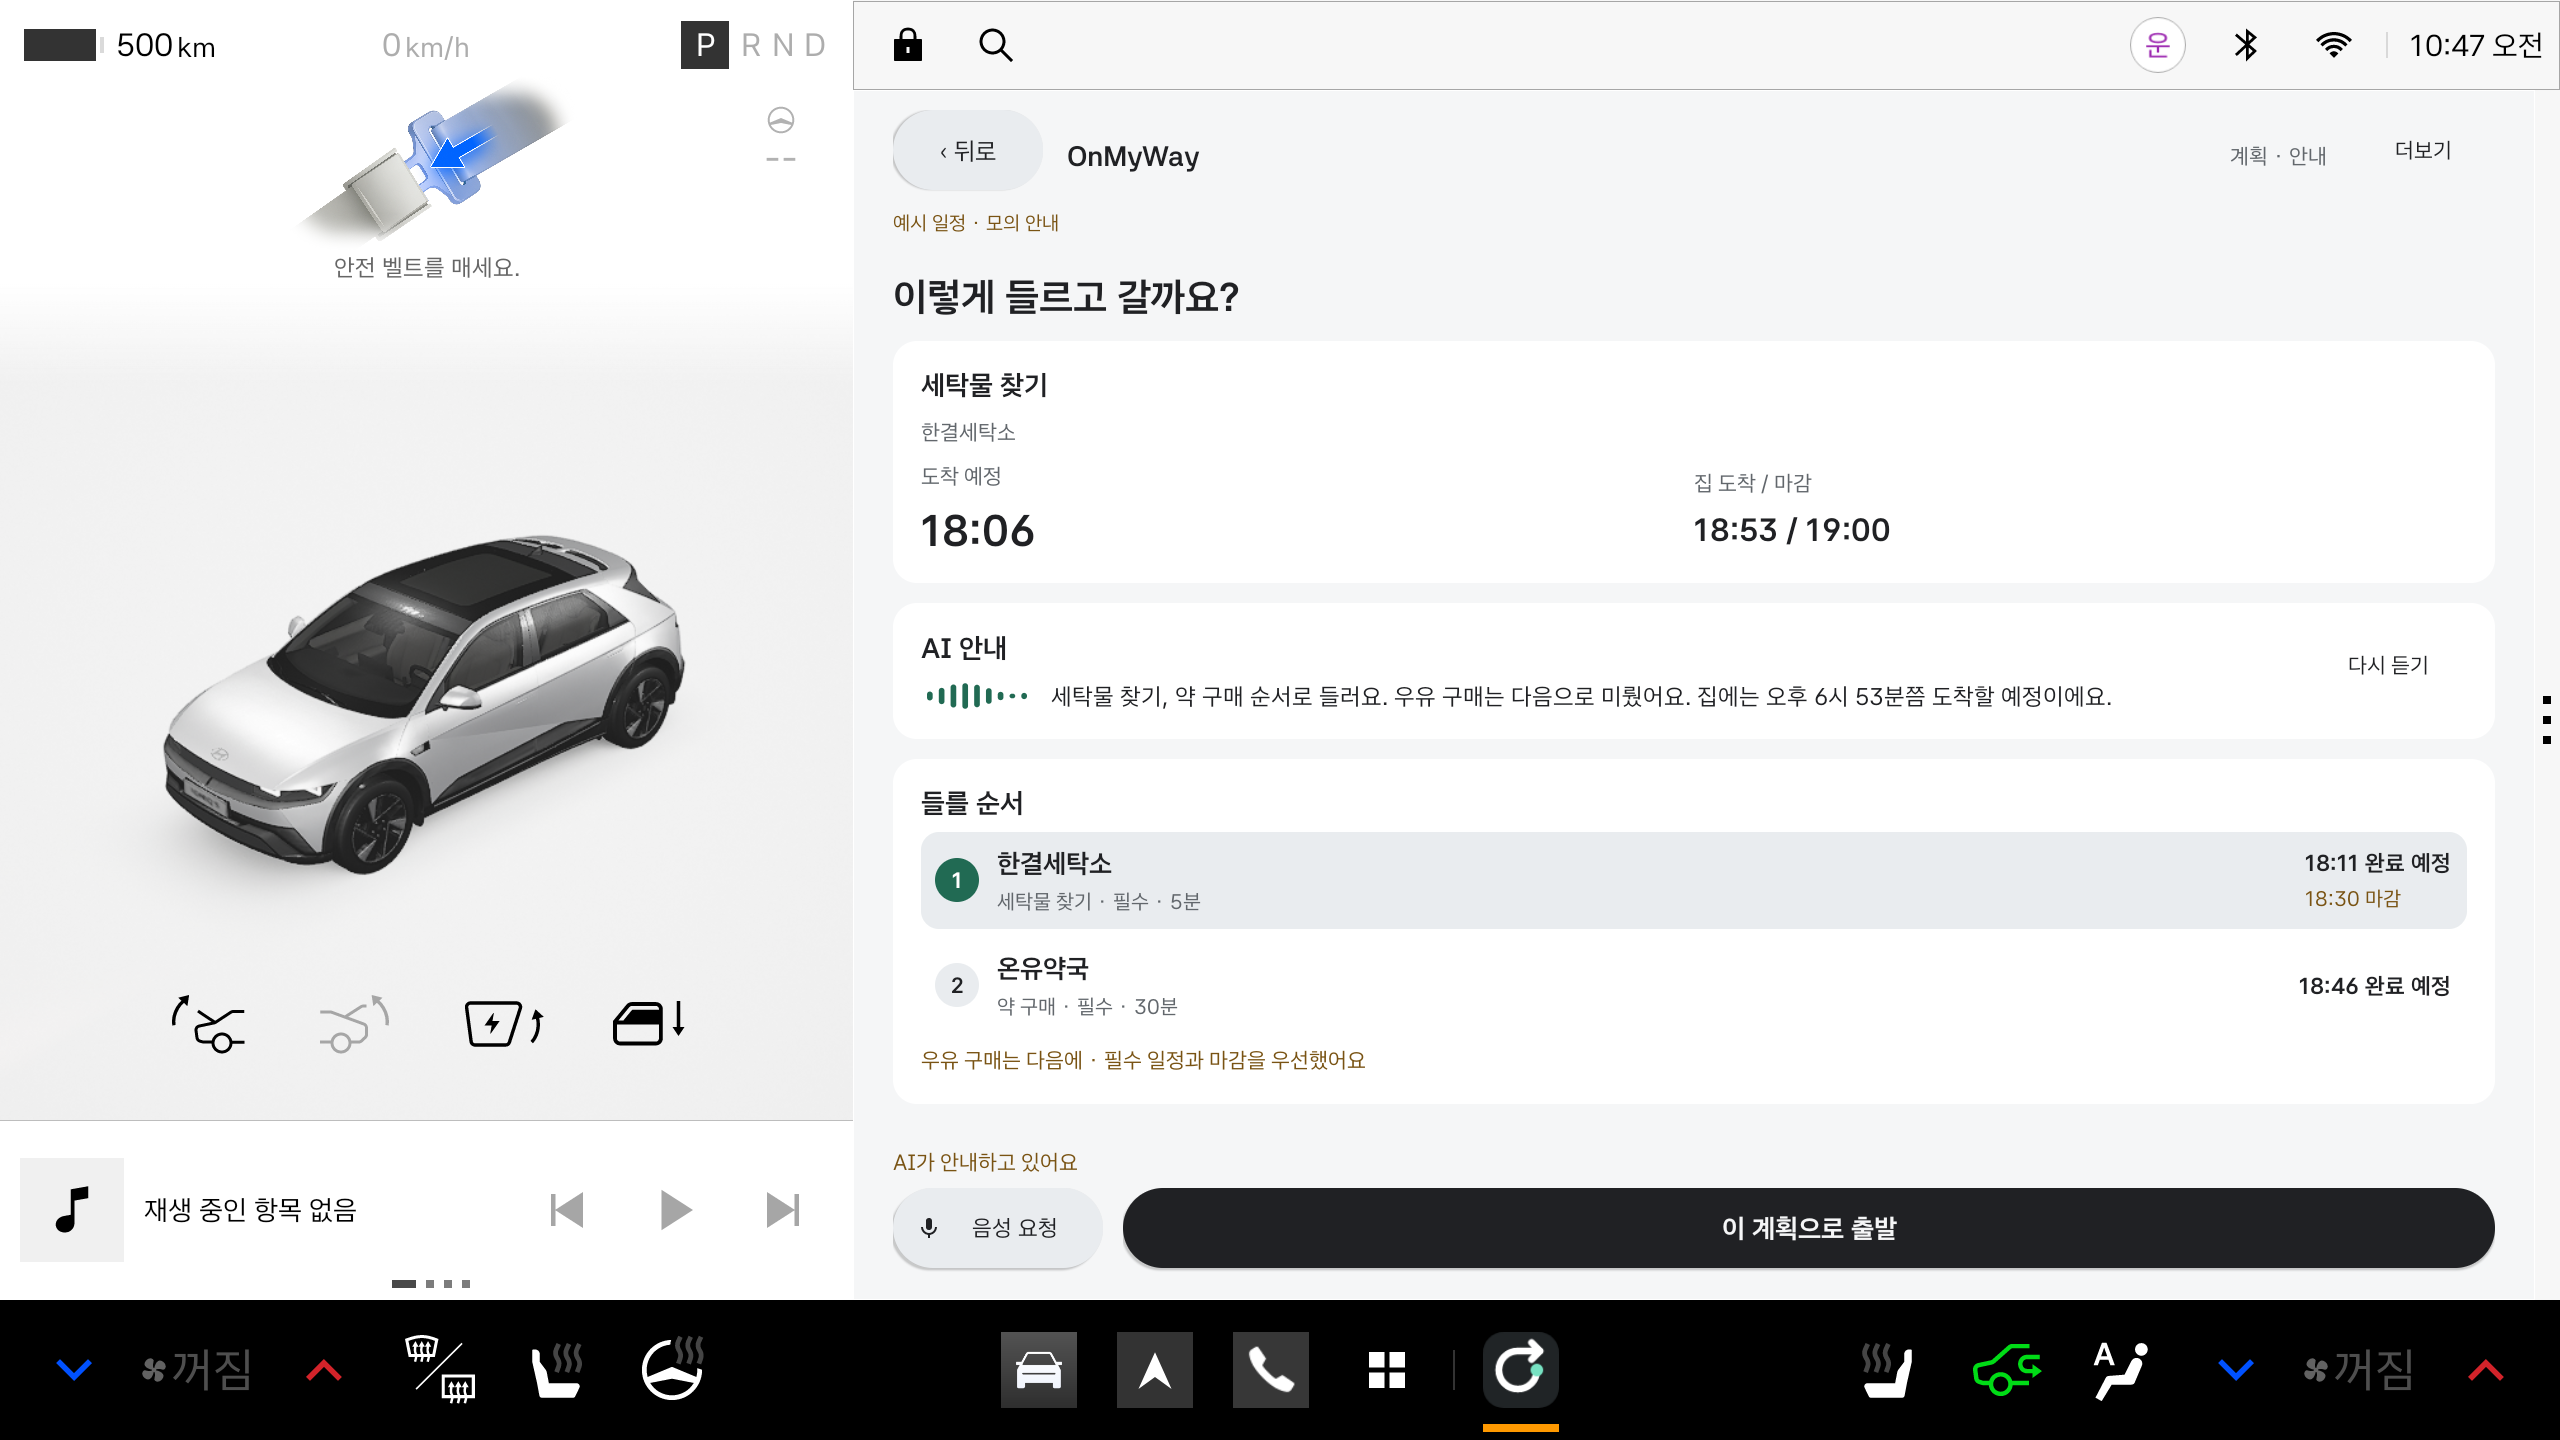 500 km
0 km/h
P R N D
안전 벨트를 매세요.
재생 중인 항목 없음
운
10:47 오전
‹ 뒤로
OnMyWay
계획 · 안내
더보기
예시 일정 · 모의 안내
이렇게 들르고 갈까요?
세탁물 찾기
한결세탁소
도착 예정
18:06
집 도착 / 마감
18:53 / 19:00
AI 안내
세탁물 찾기, 약 구매 순서로 들러요. 우유 구매는 다음으로 미뤘어요. 집에는 오후 6시 53분쯤 도착할 예정이에요.
다시 듣기
들를 순서
1
한결세탁소
세탁물 찾기 · 필수 · 5분
18:11 완료 예정
18:30 마감
2
온유약국
약 구매 · 필수 · 30분
18:46 완료 예정
우유 구매는 다음에 · 필수 일정과 마감을 우선했어요
AI가 안내하고 있어요
음성 요청
이 계획으로 출발
꺼짐
A
꺼짐